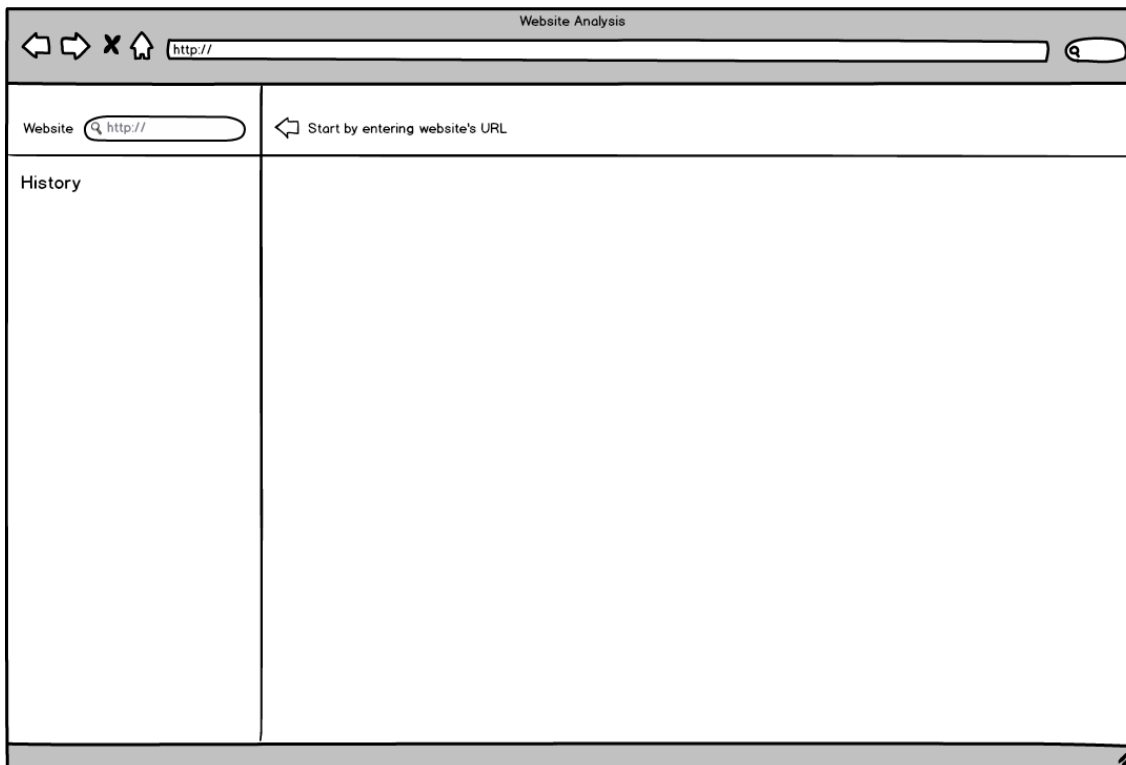 Website Analysis
http://
Website
http://
Start by entering website's URL
History